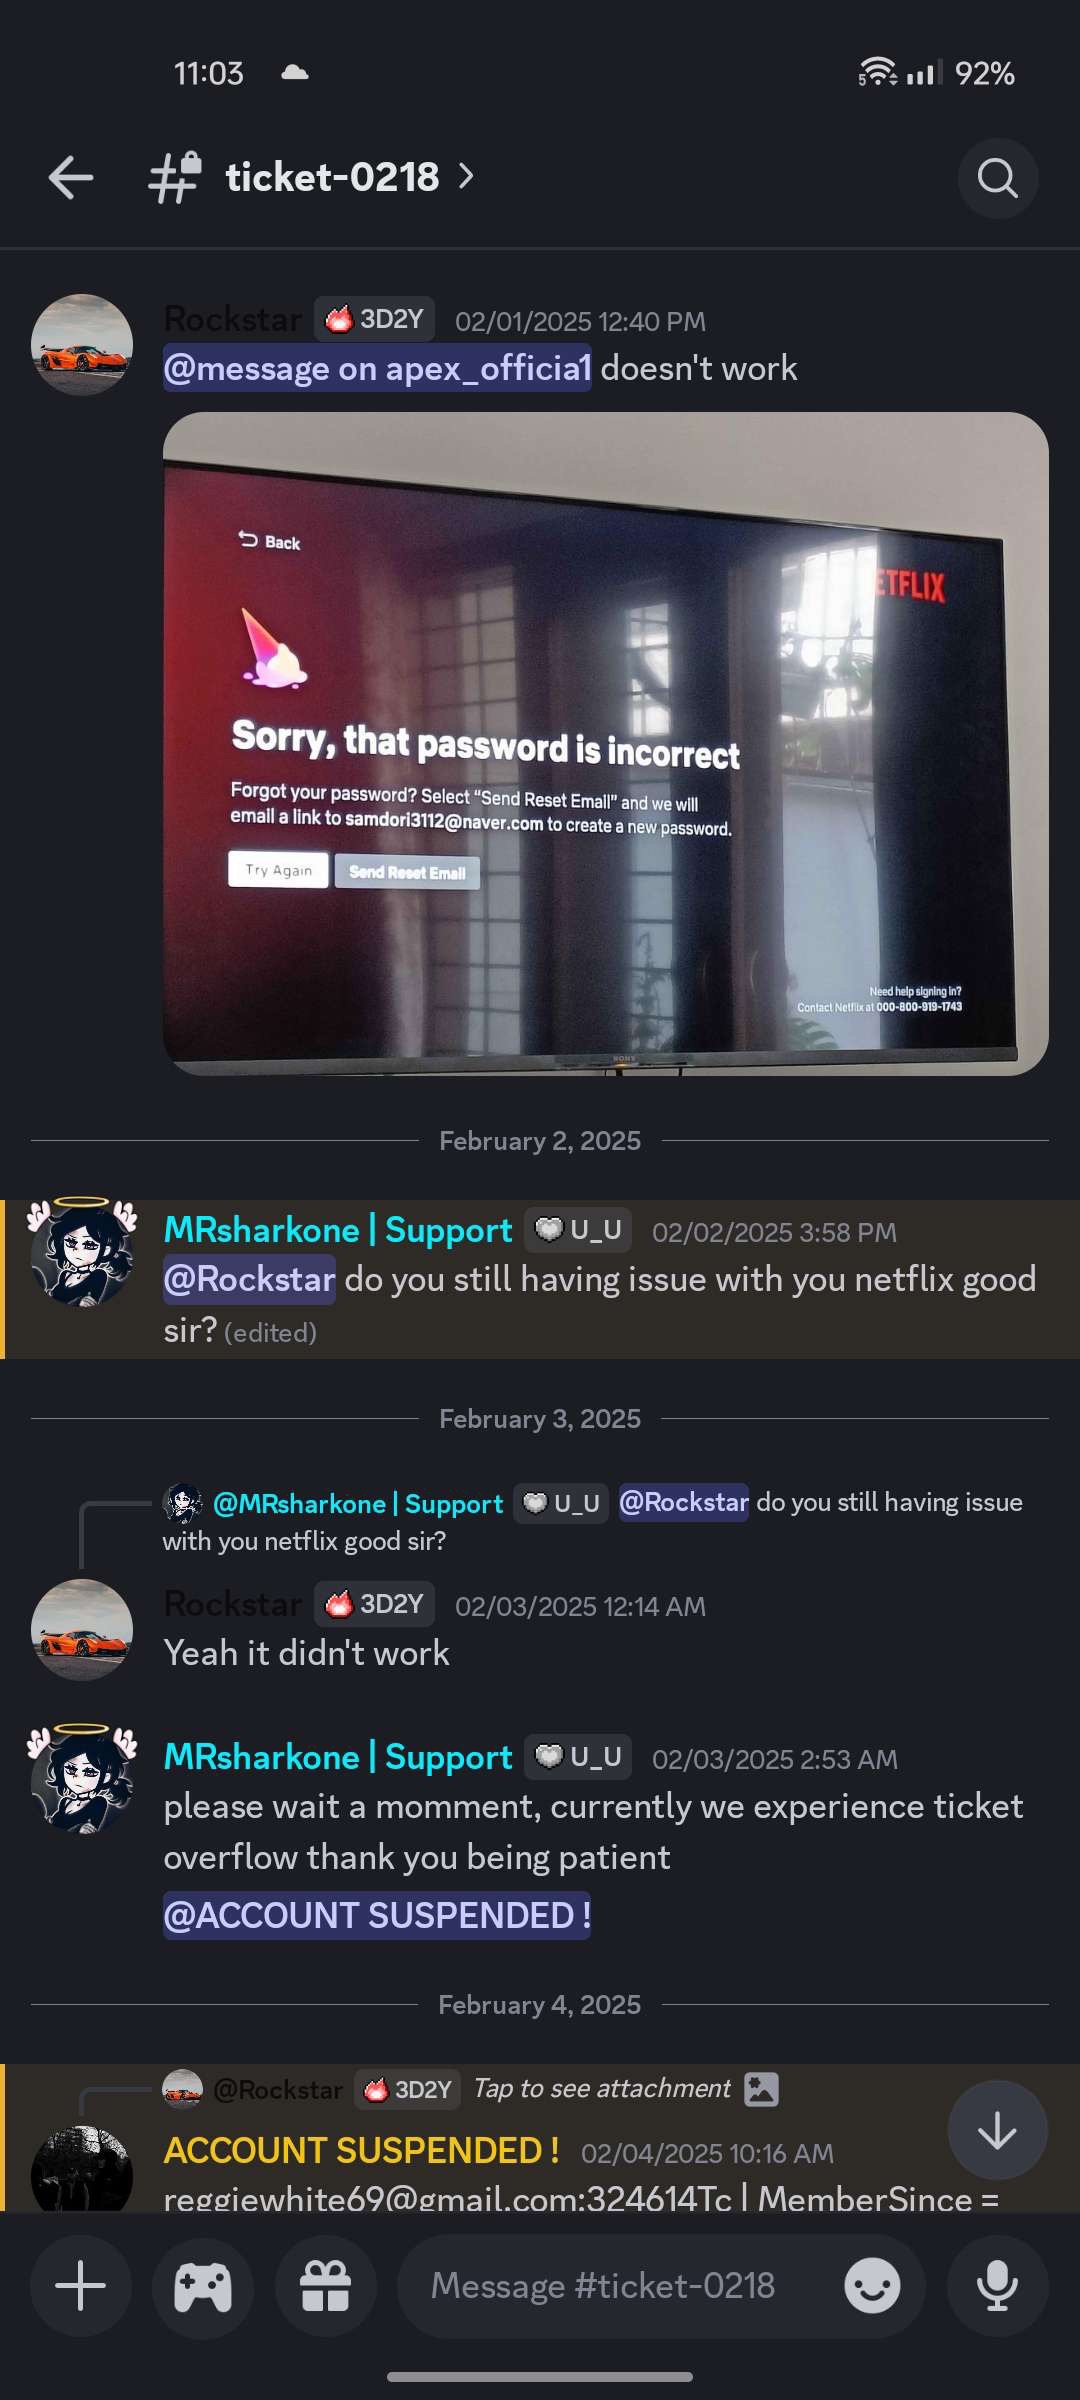 11:03
92%
ticket-0218
Rockstar 3D2Y 02/01/2025 12:40 PM
@message on apex_officia1 doesn't work
Back
ETFLIX
Sorry, that password is incorrect
Forgot your password? Select “Send Reset Email” and we will
email a link to samdori3112@naver.com to create a new password.
Try Again Send Reset Email
Need help signing in?
Contact Netflix at 000-800-919-1743
SONY
February 2, 2025
MRsharkone | Support U_U 02/02/2025 3:58 PM
@Rockstar do you still having issue with you netflix good
sir? (edited)
February 3, 2025
@MRsharkone | Support U_U @Rockstar do you still having issue
with you netflix good sir?
Rockstar 3D2Y 02/03/2025 12:14 AM
Yeah it didn't work
MRsharkone | Support U_U 02/03/2025 2:53 AM
please wait a momment, currently we experience ticket
overflow thank you being patient
@ACCOUNT SUSPENDED !
February 4, 2025
@Rockstar 3D2Y Tap to see attachment
ACCOUNT SUSPENDED ! 02/04/2025 10:16 AM
reggiewhite69@gmail.com:324614Tc | MemberSince =
Message #ticket-0218